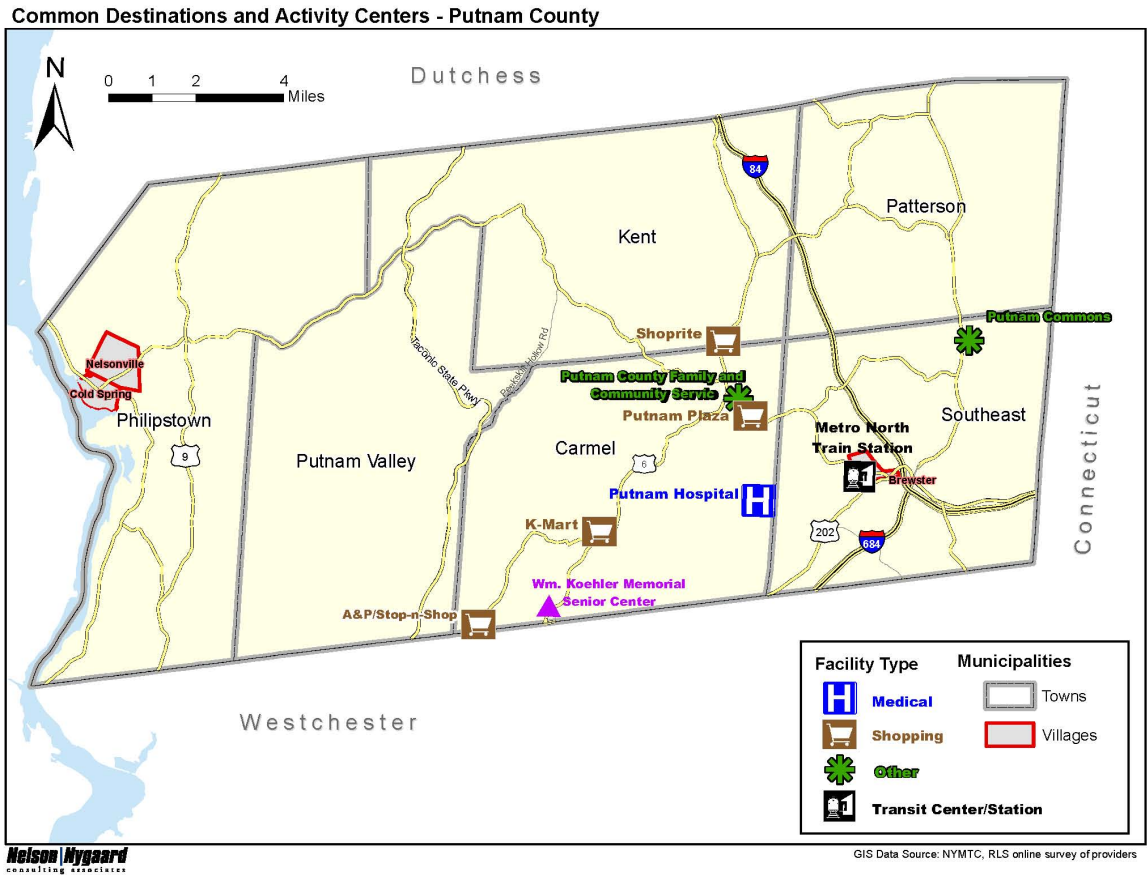 Common Destinations and Activity Centers - Putnam County
N
0 1 2 4
Miles
Dutchess
84
Patterson
Kent
Putnam Commons
Shoprite
Taconic State Pkwy
Hollow Rd
Nelsonville
Cold Spring
Putnam County Family and
Community Servic
Putnam Plaza
Philipstown
9
Southeast
Metro North
Train Station
Carmel
6
Putnam Valley
Brewster
Putnam Hospital
K-Mart
202
684
Connecticut
Wm. Koehler Memorial
Senior Center
A&P/Stop-n-Shop
Westchester
Facility Type
Medical
Shopping
Other
Transit Center/Station
Municipalities
Towns
Villages
Nelson|Nygaard
consulting associates
GIS Data Source: NYMTC, RLS online survey of providers